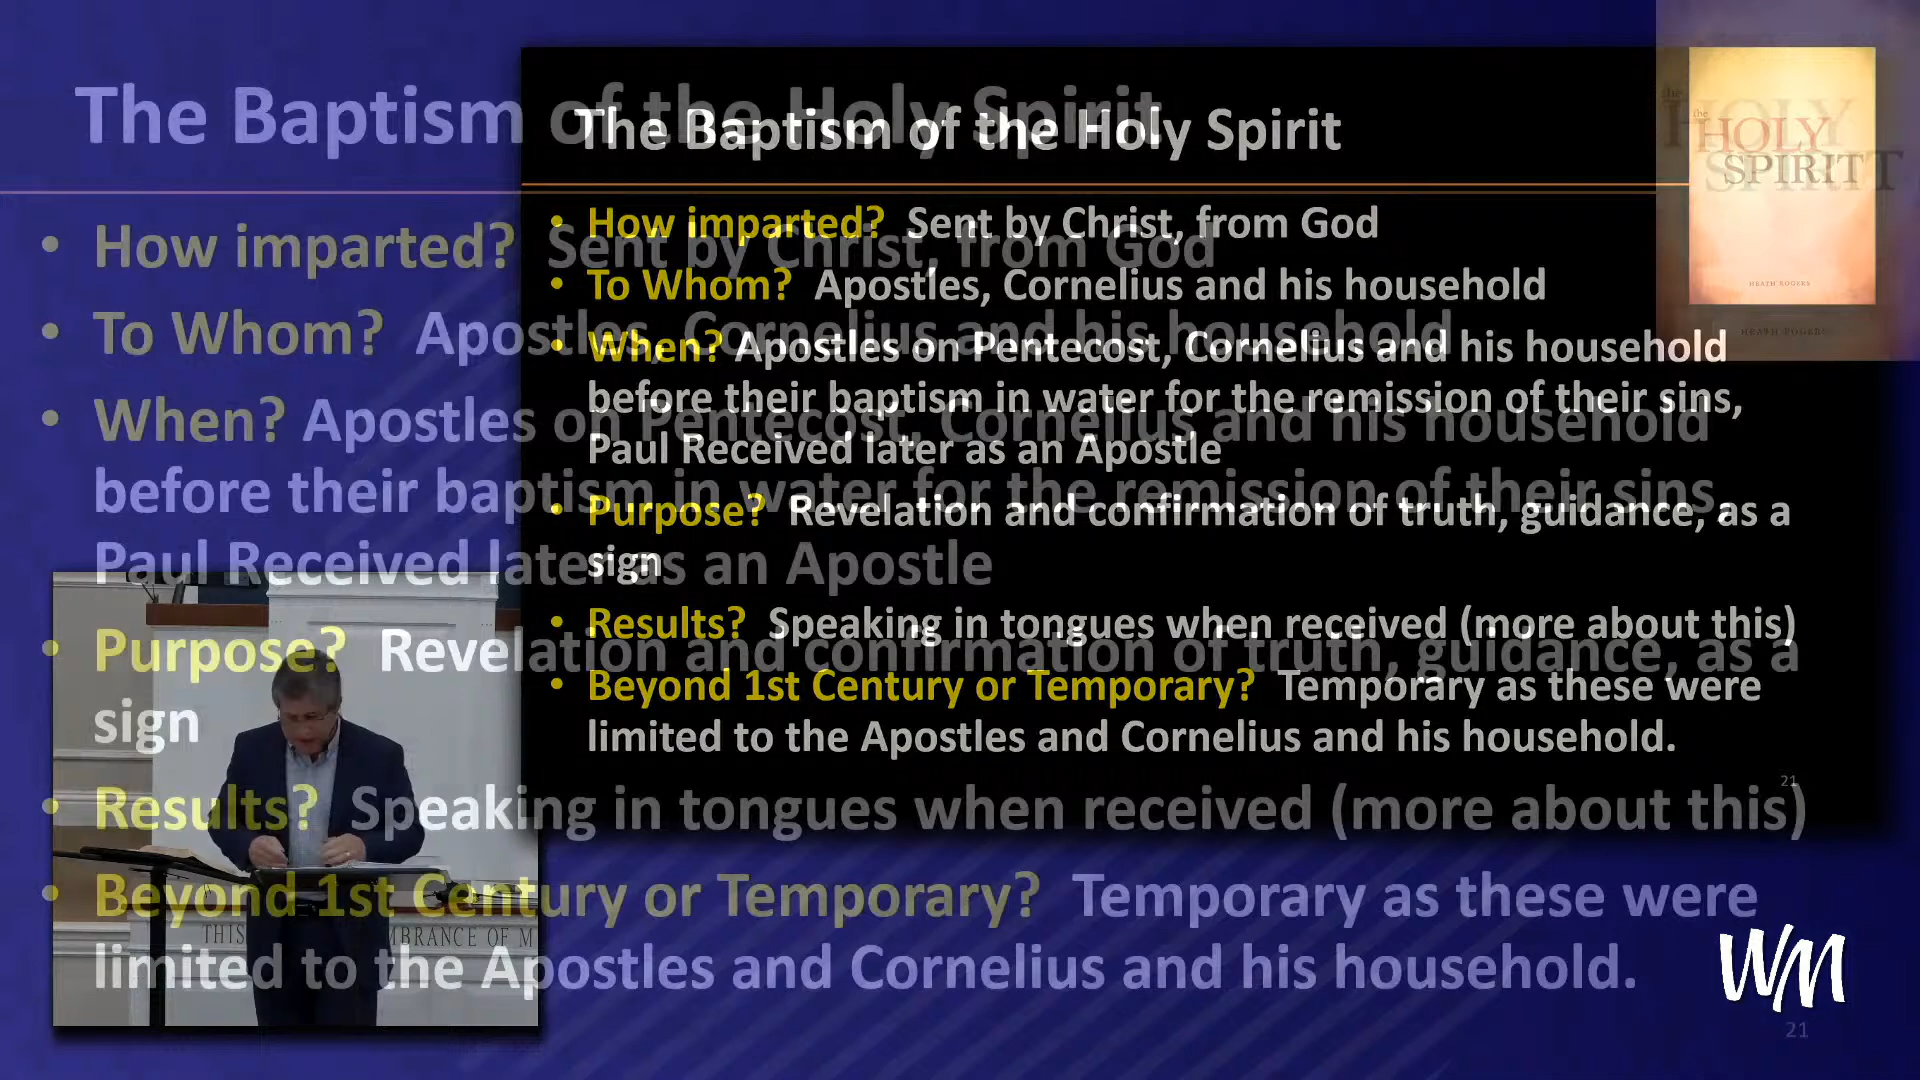 The Baptism of the Holy Spirit
• How imparted? Sent by Christ, from God
• To Whom? Apostles, Cornelius and his household
• When? Apostles on Pentecost, Cornelius and his household
before their baptism in water for the remission of their sins,
Paul Received later as an Apostle
• Purpose? Revelation and confirmation of truth, guidance, as a
sign
• Results? Speaking in tongues when received (more about this)
• Beyond 1st Century or Temporary? Temporary as these were
limited to the Apostles and Cornelius and his household.
21
The Baptism of the Holy Spirit
• How imparted? Sent by Christ, from God
• To Whom? Apostles, Cornelius and his household
• When? Apostles on Pentecost, Cornelius and his household
before their baptism in water for the remission of their sins,
Paul Received later as an Apostle
• Purpose? Revelation and confirmation of truth, guidance, as a
sign
• Results? Speaking in tongues when received (more about this)
• Beyond 1st Century or Temporary? Temporary as these were
limited to the Apostles and Cornelius and his household.
21
the
HOLY
SPIRIT
HEATH ROGERS
the
HOLY
SPIRIT
HEATH ROGERS
THIS
MBRANCE OF M
WM